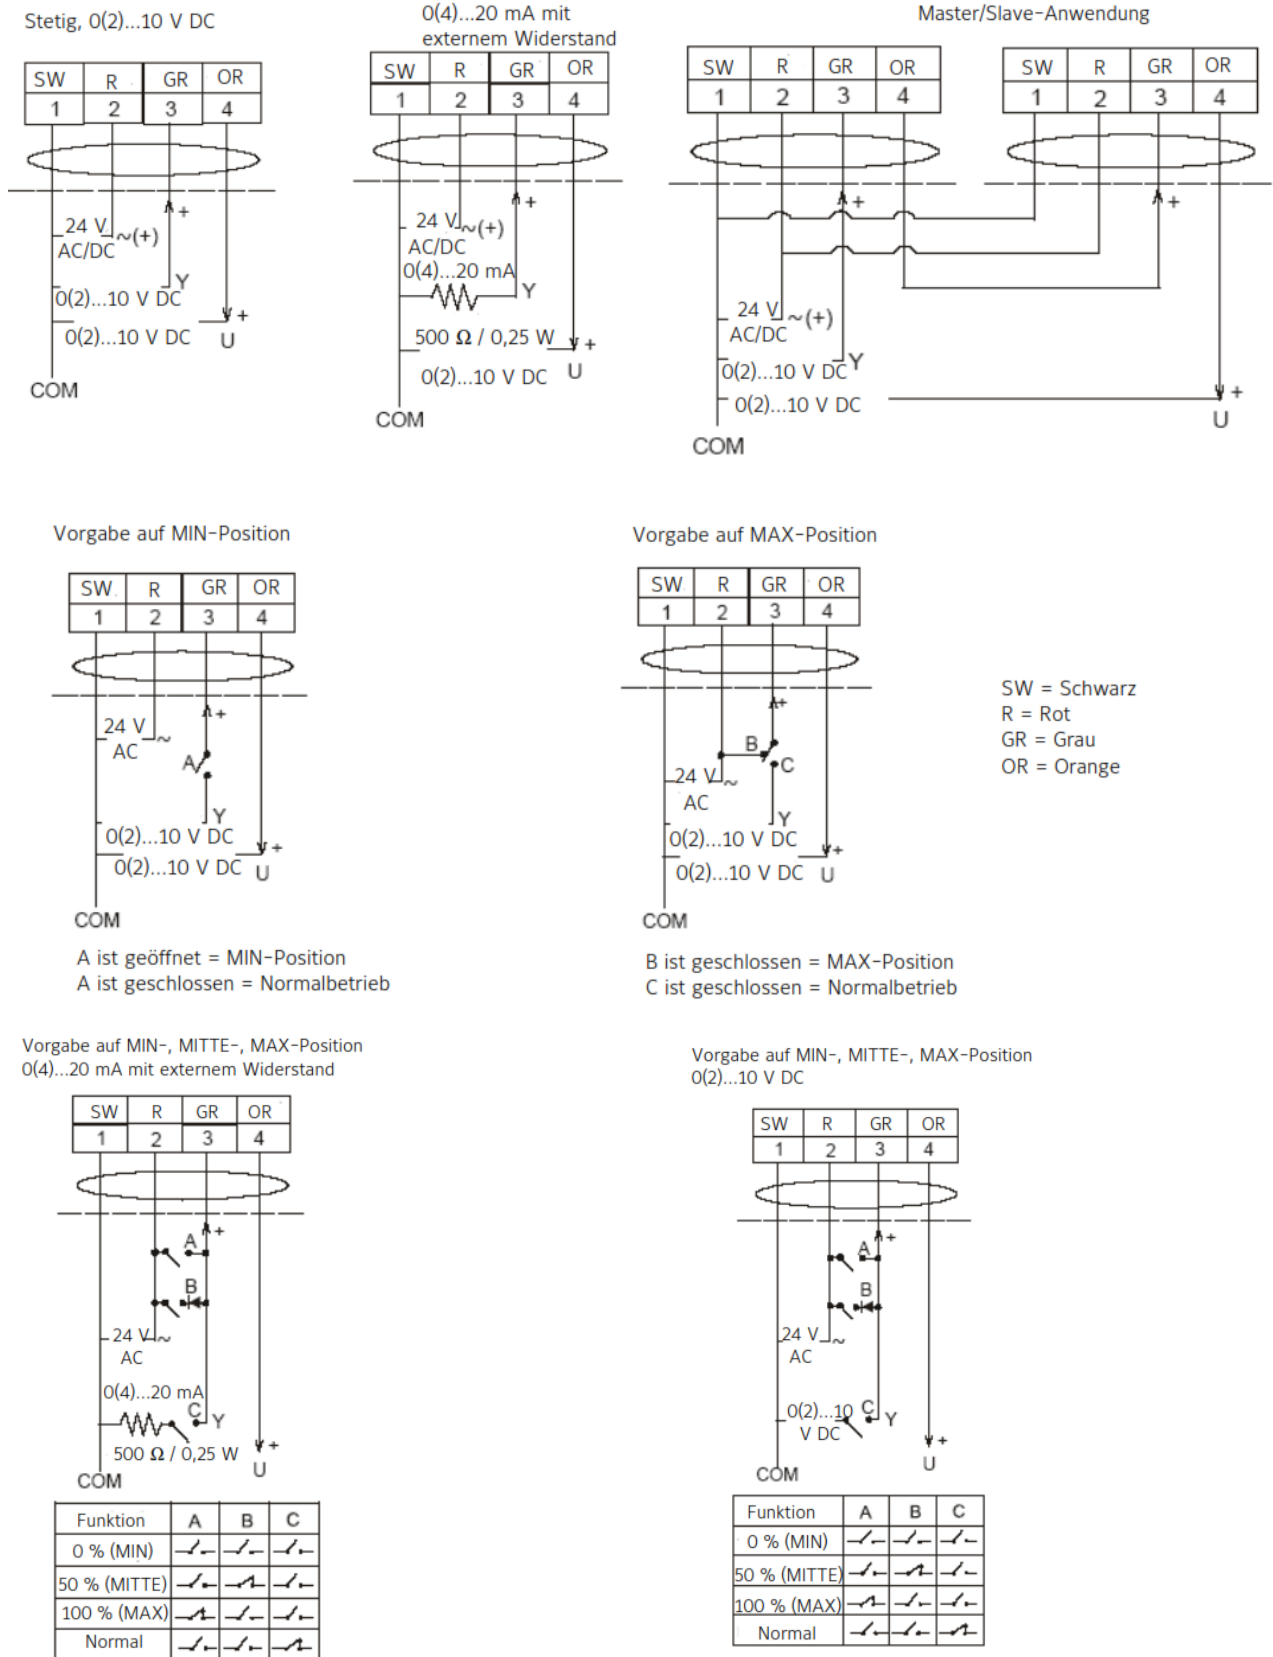 Stetig, 0(2)...10 V DC
SW R GR OR
1 2 3 4
+
24 V ~(+)
AC/DC
Y
0(2)...10 V DC
+
0(2)...10 V DC U
COM
0(4)...20 mA mit
externem Widerstand
SW R GR OR
1 2 3 4
+
24 V ~(+)
AC/DC
0(4)...20 mA
Y
500 Ω / 0,25 W +
0(2)...10 V DC U
COM
Master/Slave-Anwendung
SW R GR OR SW R GR OR
1 2 3 4 1 2 3 4
+ +
24 V ~(+)
AC/DC
0(2)...10 V DC Y
0(2)...10 V DC +
U
COM
Vorgabe auf MIN-Position
SW R GR OR
1 2 3 4
+
24 V ~
AC A
Y
0(2)...10 V DC
+
0(2)...10 V DC U
COM
A ist geöffnet = MIN-Position
A ist geschlossen = Normalbetrieb
Vorgabe auf MAX-Position
SW R GR OR
1 2 3 4
+
B
C
24 V ~
AC
Y
0(2)...10 V DC
+
0(2)...10 V DC U
COM
B ist geschlossen = MAX-Position
C ist geschlossen = Normalbetrieb
SW = Schwarz
R = Rot
GR = Grau
OR = Orange
Vorgabe auf MIN-, MITTE-, MAX-Position
0(4)...20 mA mit externem Widerstand
SW R GR OR
1 2 3 4
+
A
B
24 V ~
AC
0(4)...20 mA
C Y
500 Ω / 0,25 W +
U
COM
Funktion A B C
0 % (MIN)
50 % (MITTE)
100 % (MAX)
Normal
Vorgabe auf MIN-, MITTE-, MAX-Position
0(2)...10 V DC
SW R GR OR
1 2 3 4
+
A
B
24 V ~
AC
0(2)...10 C Y
V DC
+
U
COM
Funktion A B C
0 % (MIN)
50 % (MITTE)
100 % (MAX)
Normal